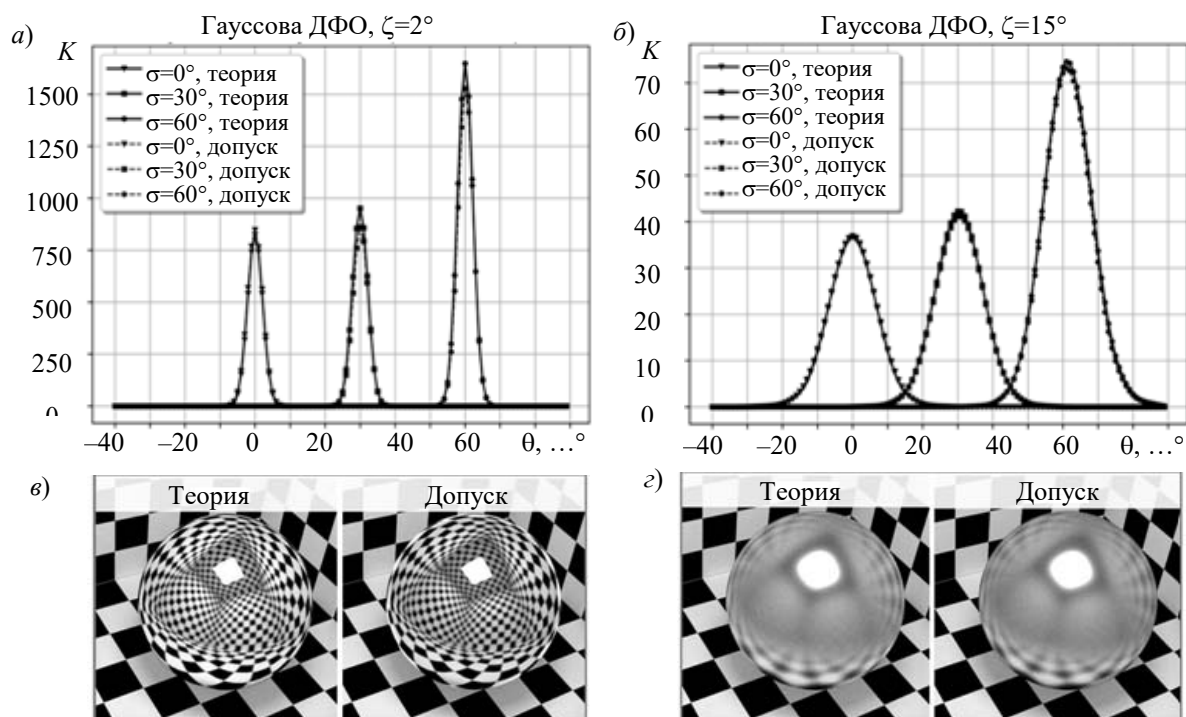 а)
Гауссова ДФО, ζ=2°
K
σ=0°, теория
σ=30°, теория
σ=60°, теория
σ=0°, допуск
σ=30°, допуск
σ=60°, допуск
1500
1250
1000
750
500
250
0
–40 –20 0 20 40 60 θ, …°
б)
Гауссова ДФО, ζ=15°
K
σ=0°, теория
σ=30°, теория
σ=60°, теория
σ=0°, допуск
σ=30°, допуск
σ=60°, допуск
70
60
50
40
30
20
10
0
–40 –20 0 20 40 60 θ, …°
в)
Теория Допуск
г)
Теория Допуск